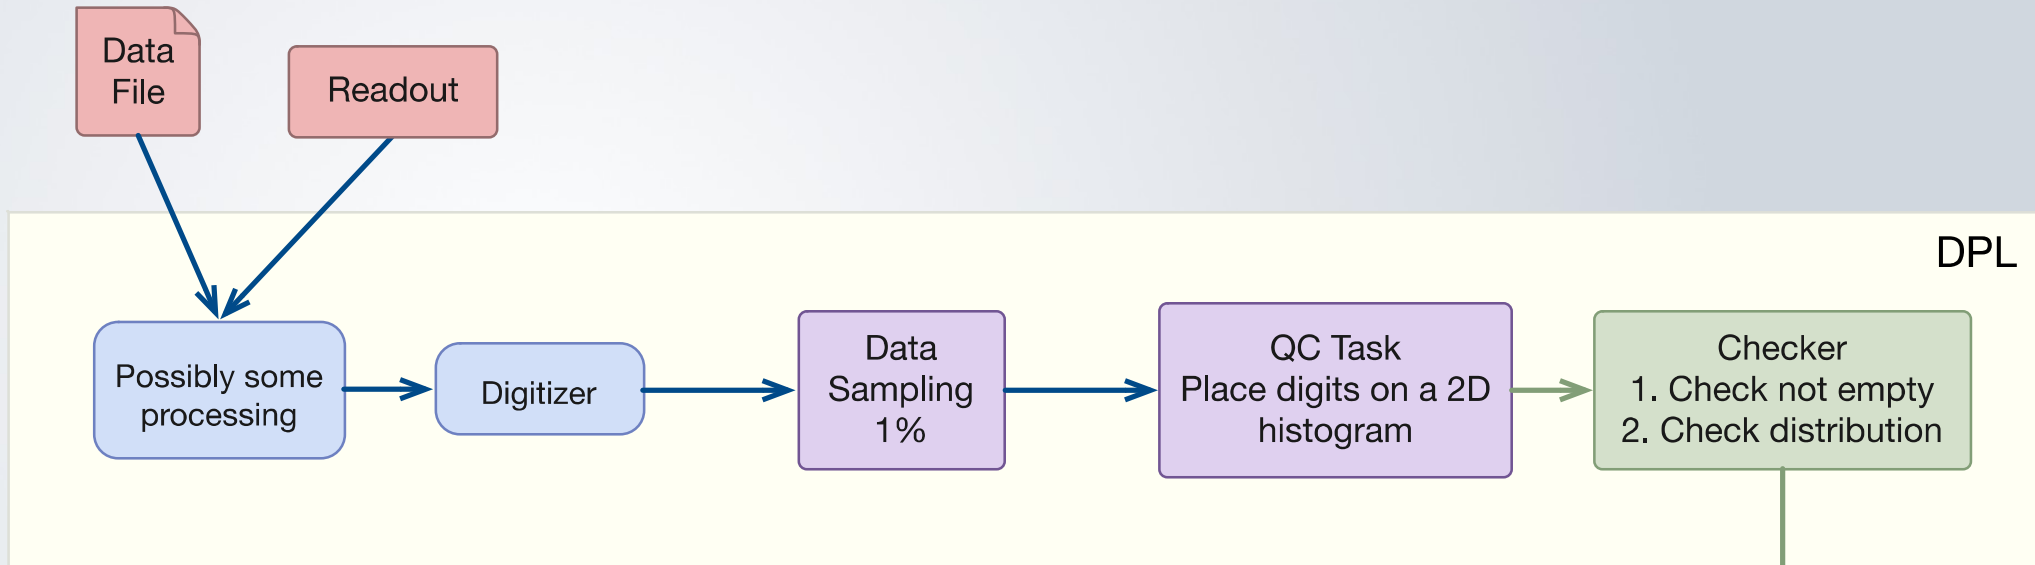 Data
File
Readout
DPL
Possibly some
processing
Digitizer
Data
Sampling
1%
QC Task
Place digits on a 2D
histogram
Checker
1. Check not empty
2. Check distribution